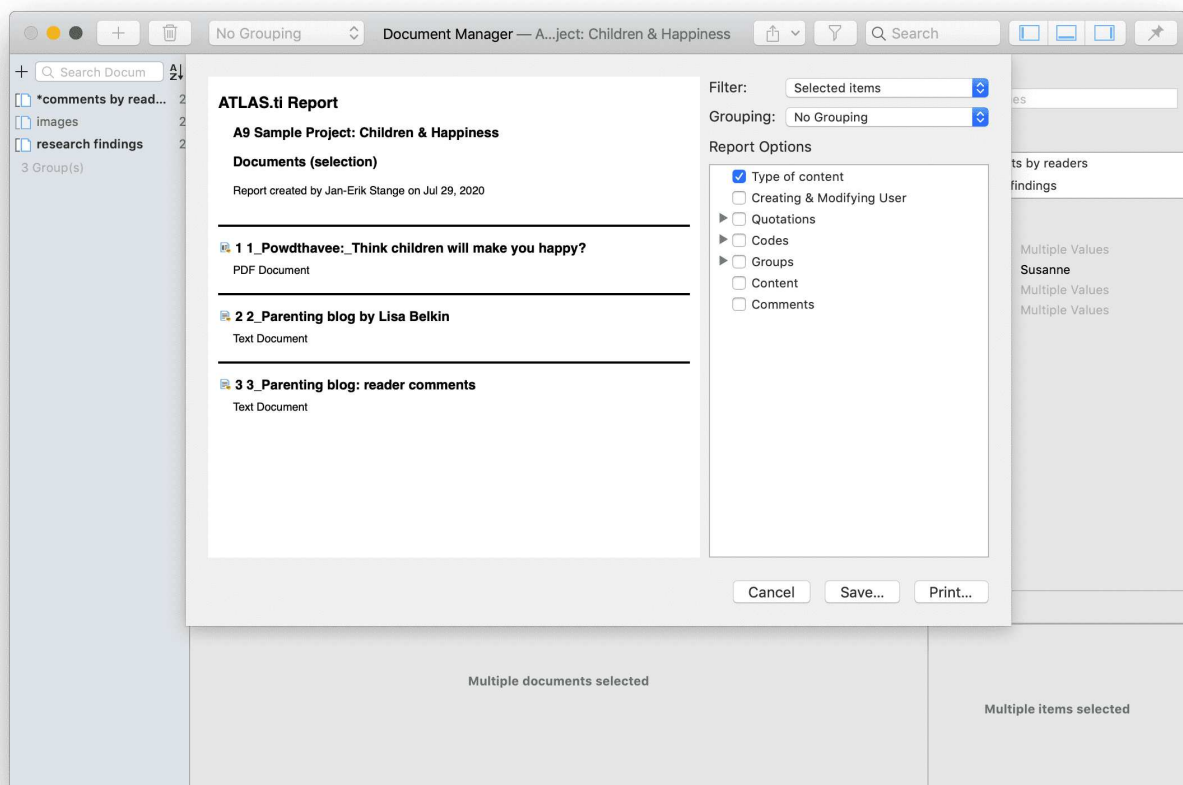 No Grouping
Document Manager — A...ject: Children & Happiness
Search
Search Docum
*comments by read... 2
images 2
research findings 2
3 Group(s)
ATLAS.ti Report
A9 Sample Project: Children & Happiness
Documents (selection)
Report created by Jan-Erik Stange on Jul 29, 2020
1 1_Powdthavee:_Think children will make you happy?
PDF Document
2 2_Parenting blog by Lisa Belkin
Text Document
3 3_Parenting blog: reader comments
Text Document
Filter: Selected items
Grouping: No Grouping
Report Options
Type of content
Creating & Modifying User
Quotations
Codes
Groups
Content
Comments
Cancel Save... Print...
es
ts by readers
findings
Multiple Values
Susanne
Multiple Values
Multiple Values
Multiple documents selected
Multiple items selected